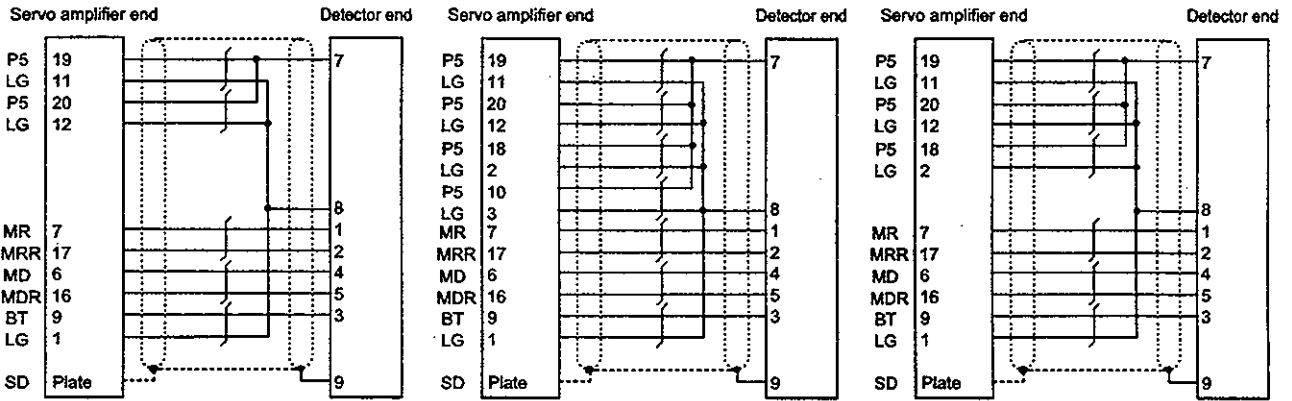 Servo amplifier end Detector end
P5 19 7
LG 11
P5 20
LG 12
8
MR 7 1
MRR 17 2
MD 6 4
MDR 16 5
BT 9 3
LG 1
SD Plate 9
Servo amplifier end Detector end
P5 19 7
LG 11
P5 20
LG 12
P5 18
LG 2
P5 10
LG 3 8
MR 7 1
MRR 17 2
MD 6 4
MDR 16 5
BT 9 3
LG 1
SD Plate 9
Servo amplifier end Detector end
P5 19 7
LG 11
P5 20
LG 12
P5 18
LG 2
8
MR 7 1
MRR 17 2
MD 6 4
MDR 16 5
BT 9 3
LG 1
SD Plate 9